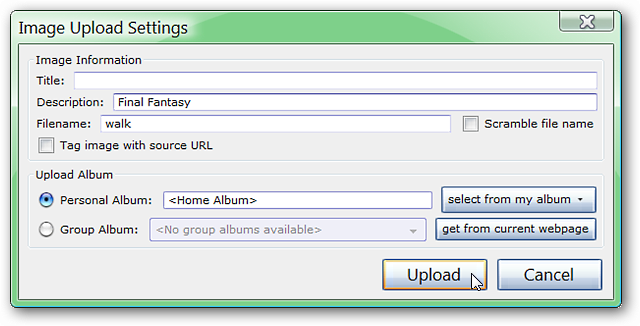 Image Upload Settings
Image Information
Title:
Description: Final Fantasy
Filename: walk Scramble file name
Tag image with source URL
Upload Album
Personal Album: <Home Album> select from my album
Group Album: <No group albums available> get from current webpage
Upload Cancel